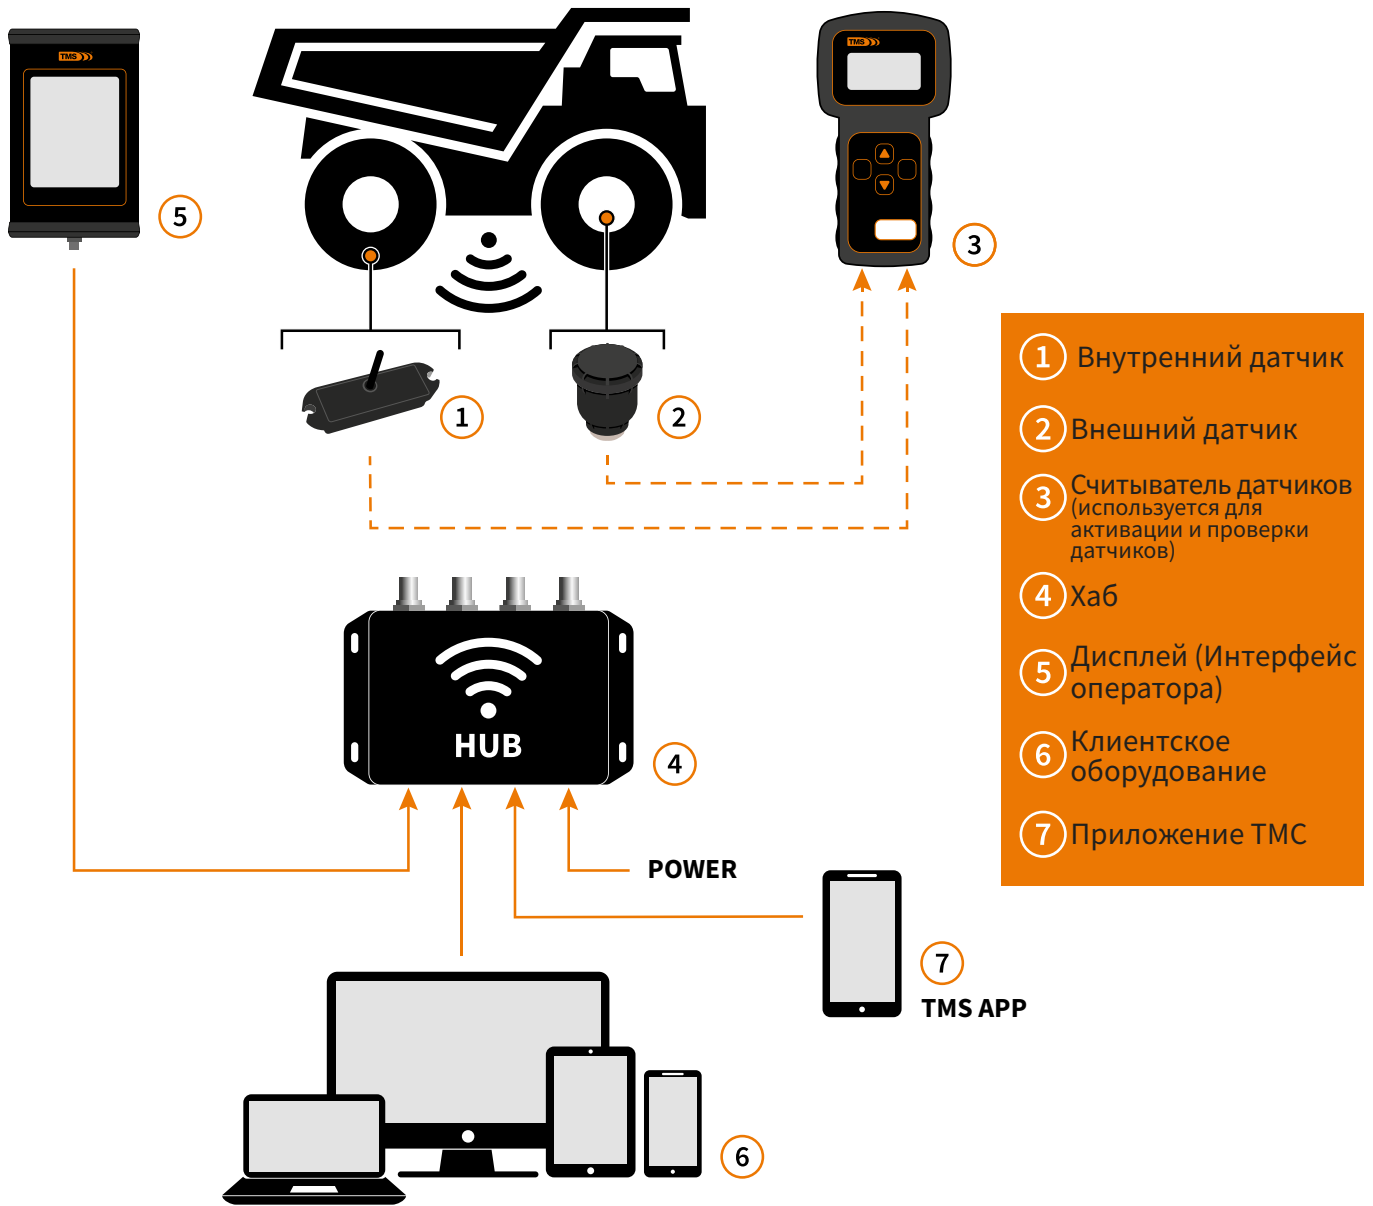 TMS
TMS
5
3
1
2
1 Внутренний датчик
2 Внешний датчик
3 Считыватель датчиков
(используется для
активации и проверки
датчиков)
4 Хаб
5 Дисплей (Интерфейс
оператора)
6 Клиентское
оборудование
7 Приложение ТМС
HUB
4
POWER
7
TMS APP
6